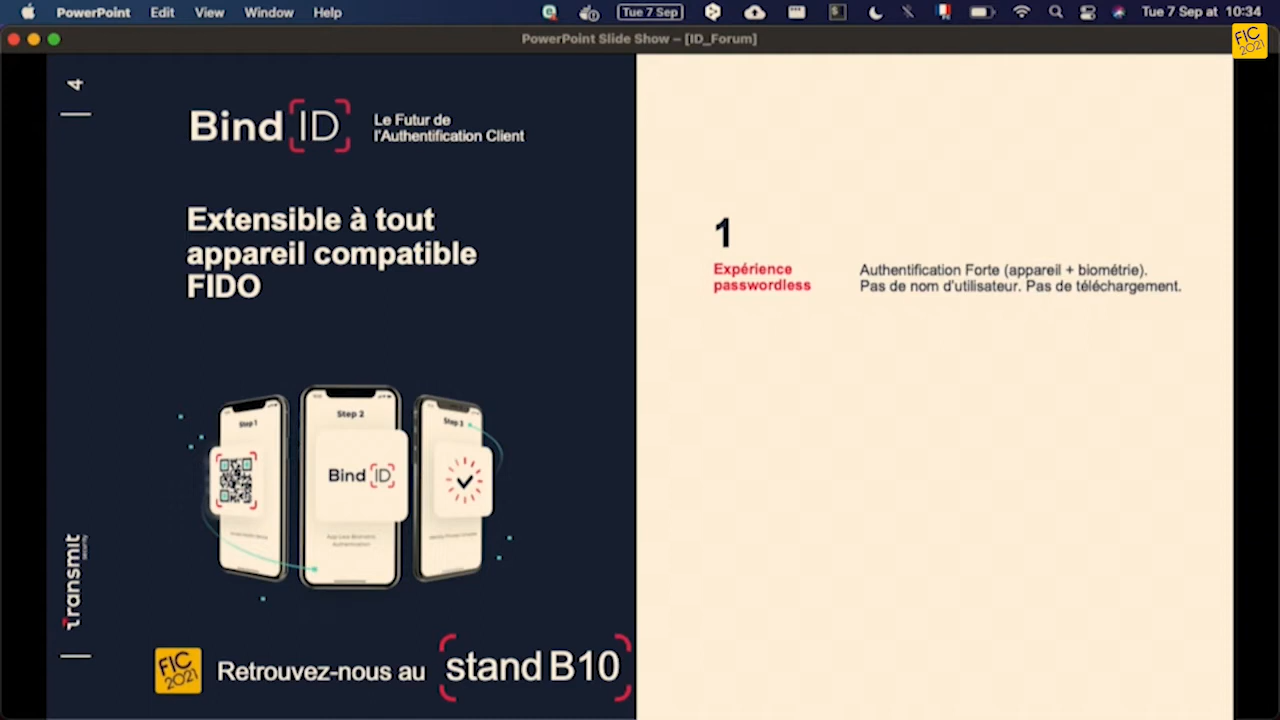 PowerPoint Edit View Window Help Tue 7 Sep Tue 7 Sep at 10:34
PowerPoint Slide Show – [ID_Forum]
FIC
2021
4
Bind ID
Le Futur de
l'Authentification Client
Extensible à tout
appareil compatible
FIDO
Step 1
Step 2
Step 3
Bind ID
Transmit
security
FIC
2021
Retrouvez-nous au
stand B10
1
Expérience
passwordless
Authentification Forte (appareil + biométrie).
Pas de nom d'utilisateur. Pas de téléchargement.